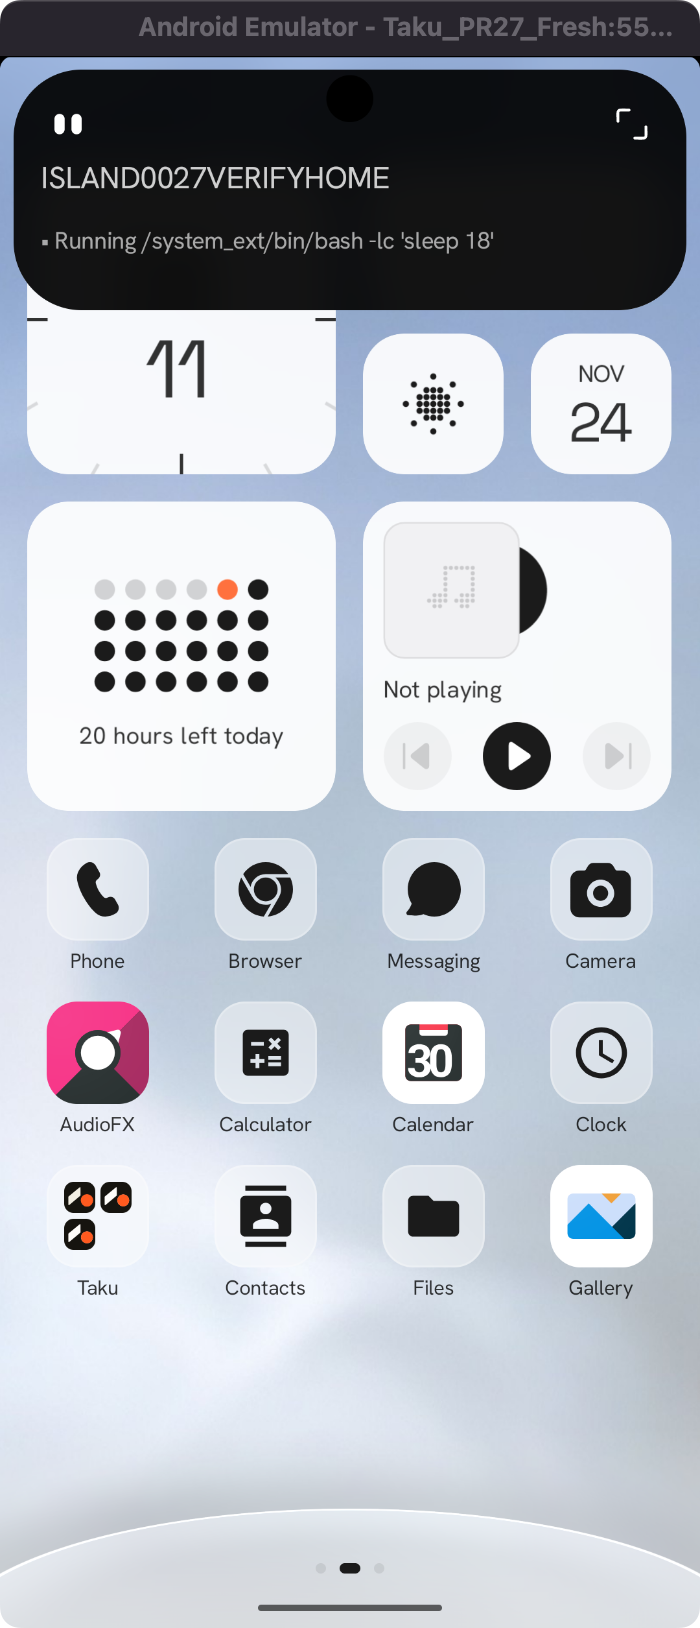 Android Emulator - Taku_PR27_Fresh:55...
ISLAND0027VERIFYHOME
▪ Running /system_ext/bin/bash -lc 'sleep 18'
11
NOV
24
20 hours left today
Not playing
Phone
Browser
Messaging
Camera
30
AudioFX
Calculator
Calendar
Clock
Taku
Contacts
Files
Gallery